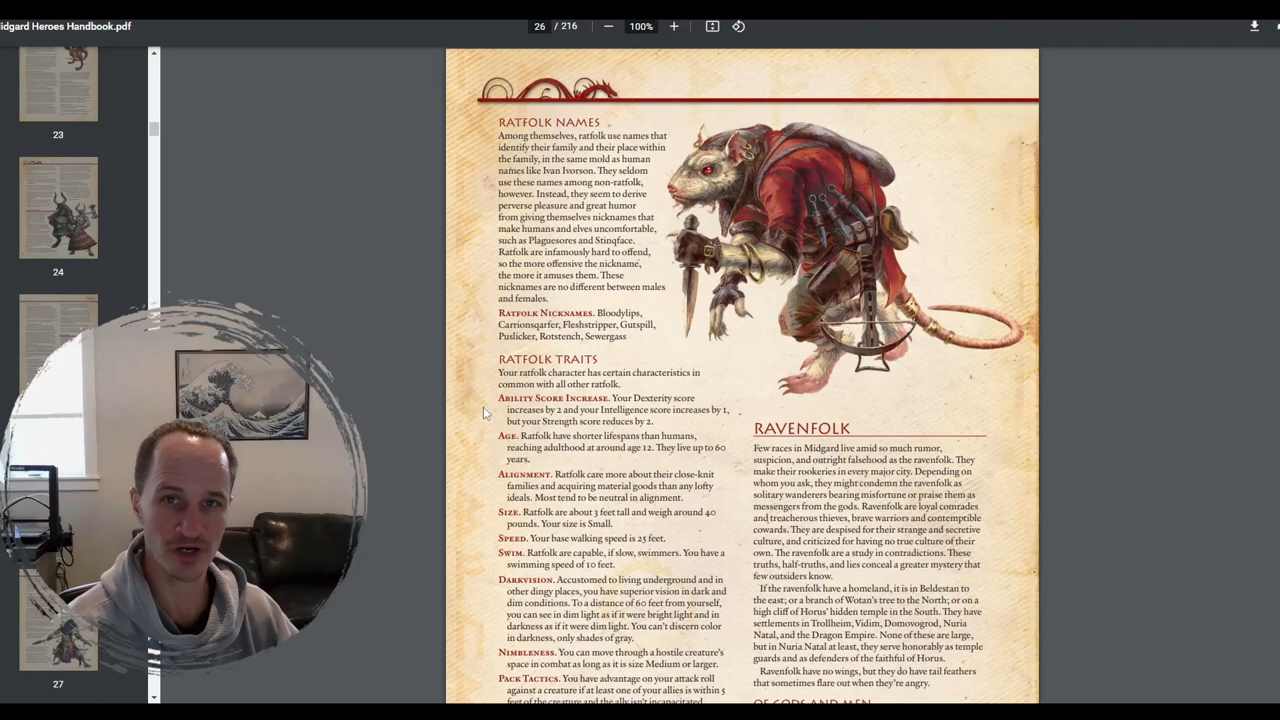 idgard Heroes Handbook.pdf
26 / 216
100%
23
24
27
RATFOLK NAMES
Among themselves, ratfolk use names that
identify their family and their place within
the family, in the same mold as human
names like Ivan Ivorson. They seldom
use these names among non-ratfolk,
however. Instead, they seem to derive
perverse pleasure and great humor
from giving themselves nicknames that
make humans and elves uncomfortable,
such as Plaguesores and Stinqface.
Ratfolk are infamously hard to offend,
so the more offensive the nickname,
the more it amuses them. These
nicknames are no different between males
and females.
Ratfolk Nicknames. Bloodylips,
Carrionsqarfer, Fleshstripper, Gutspill,
Puslicker, Rotstench, Sewergass
RATFOLK TRAITS
Your ratfolk character has certain characteristics in
common with all other ratfolk.
Ability Score Increase. Your Dexterity score
increases by 2 and your Intelligence score increases by 1,
but your Strength score reduces by 2.
Age. Ratfolk have shorter lifespans than humans,
reaching adulthood at around age 12. They live up to 60
years.
Alignment. Ratfolk care more about their close-knit
families and acquiring material goods than any lofty
ideals. Most tend to be neutral in alignment.
Size. Ratfolk are about 3 feet tall and weigh around 40
pounds. Your size is Small.
Speed. Your base walking speed is 25 feet.
Swim. Ratfolk are capable, if slow, swimmers. You have a
swimming speed of 10 feet.
Darkvision. Accustomed to living underground and in
other dingy places, you have superior vision in dark and
dim conditions. To a distance of 60 feet from yourself,
you can see in dim light as if it were bright light and in
darkness as if it were dim light. You can't discern color
in darkness, only shades of gray.
Nimbleness. You can move through a hostile creature's
space in combat as long as it is size Medium or larger.
Pack Tactics. You have advantage on your attack roll
against a creature if at least one of your allies is within 5
feet of the creature and the ally isn't incapacitated.
RAVENFOLK
Few races in Midgard live amid so much rumor,
suspicion, and outright falsehood as the ravenfolk. They
make their rookeries in every major city. Depending on
whom you ask, they might condemn the ravenfolk as
solitary wanderers bearing misfortune or praise them as
messengers from the gods. Ravenfolk are loyal comrades
and treacherous thieves, brave warriors and contemptible
cowards. They are despised for their strange and secretive
culture, and criticized for having no true culture of their
own. The ravenfolk are a study in contradictions. These
truths, half-truths, and lies conceal a greater mystery that
few outsiders know.
If the ravenfolk have a homeland, it is in Beldestan to
the east; or a branch of Wotan's tree to the North; or on a
high cliff of Horus' hidden temple in the South. They have
settlements in Trollheim, Vidim, Domovogrod, Nuria
Natal, and the Dragon Empire. None of these are large,
but in Nuria Natal at least, they serve honorably as temple
guards and as defenders of the faithful of Horus.
Ravenfolk have no wings, but they do have tail feathers
that sometimes flare out when they're angry.
OF GODS AND MEN